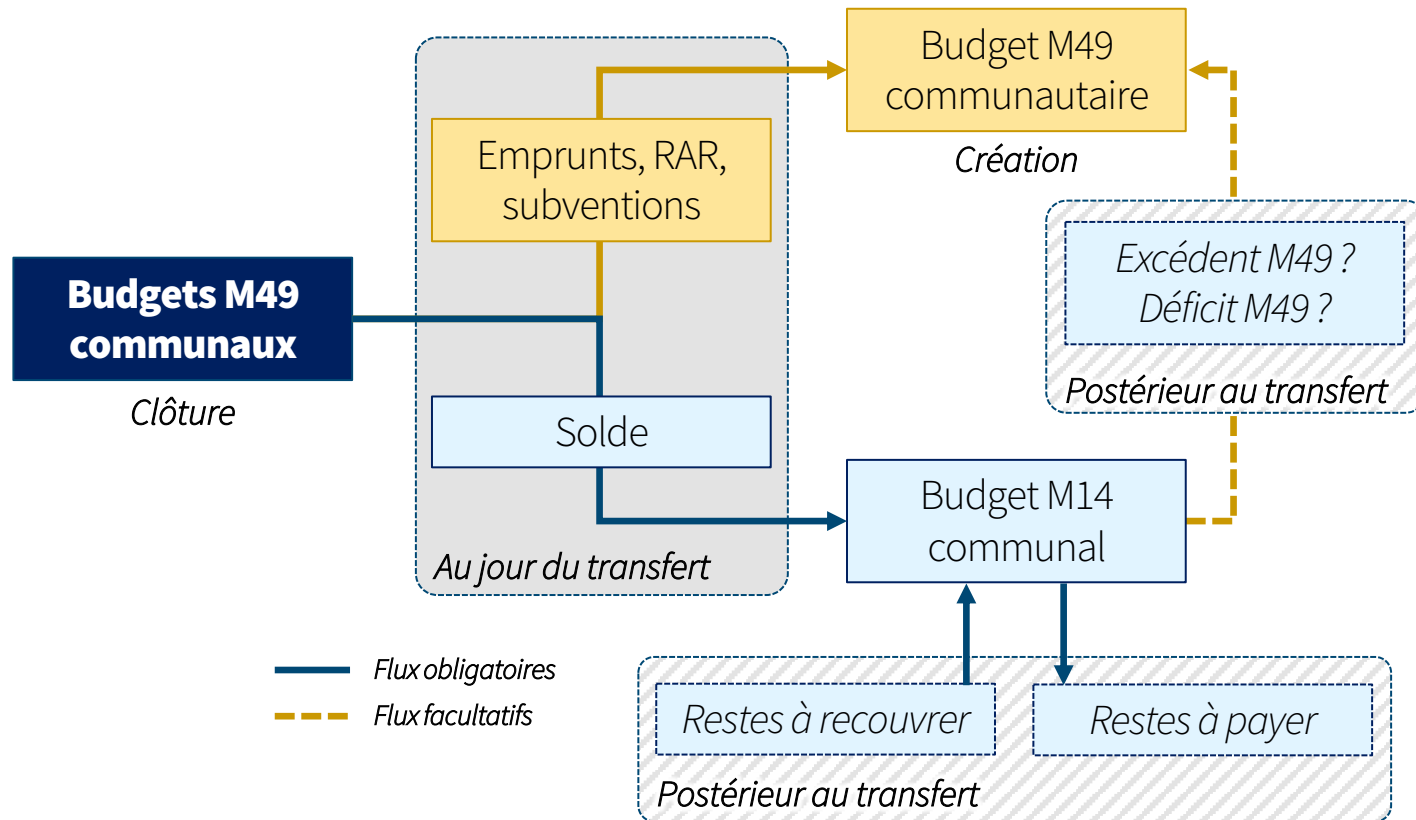 Budget M49
communautaire
Création
Emprunts, RAR,
subventions
Excédent M49 ?
Déficit M49 ?
Postérieur au transfert
Budgets M49
communaux
Clôture
Solde
Au jour du transfert
Budget M14
communal
Flux obligatoires
Flux facultatifs
Restes à recouvrer
Restes à payer
Postérieur au transfert